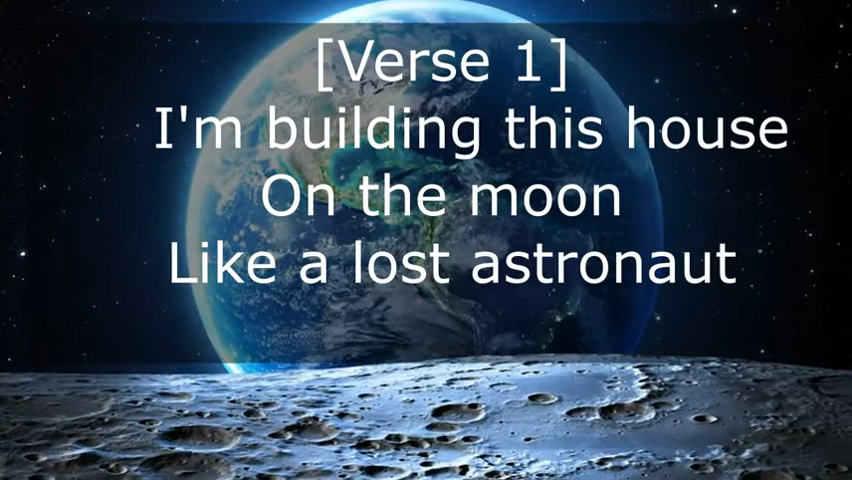 [Verse 1]
I'm building this house
On the moon
Like a lost astronaut